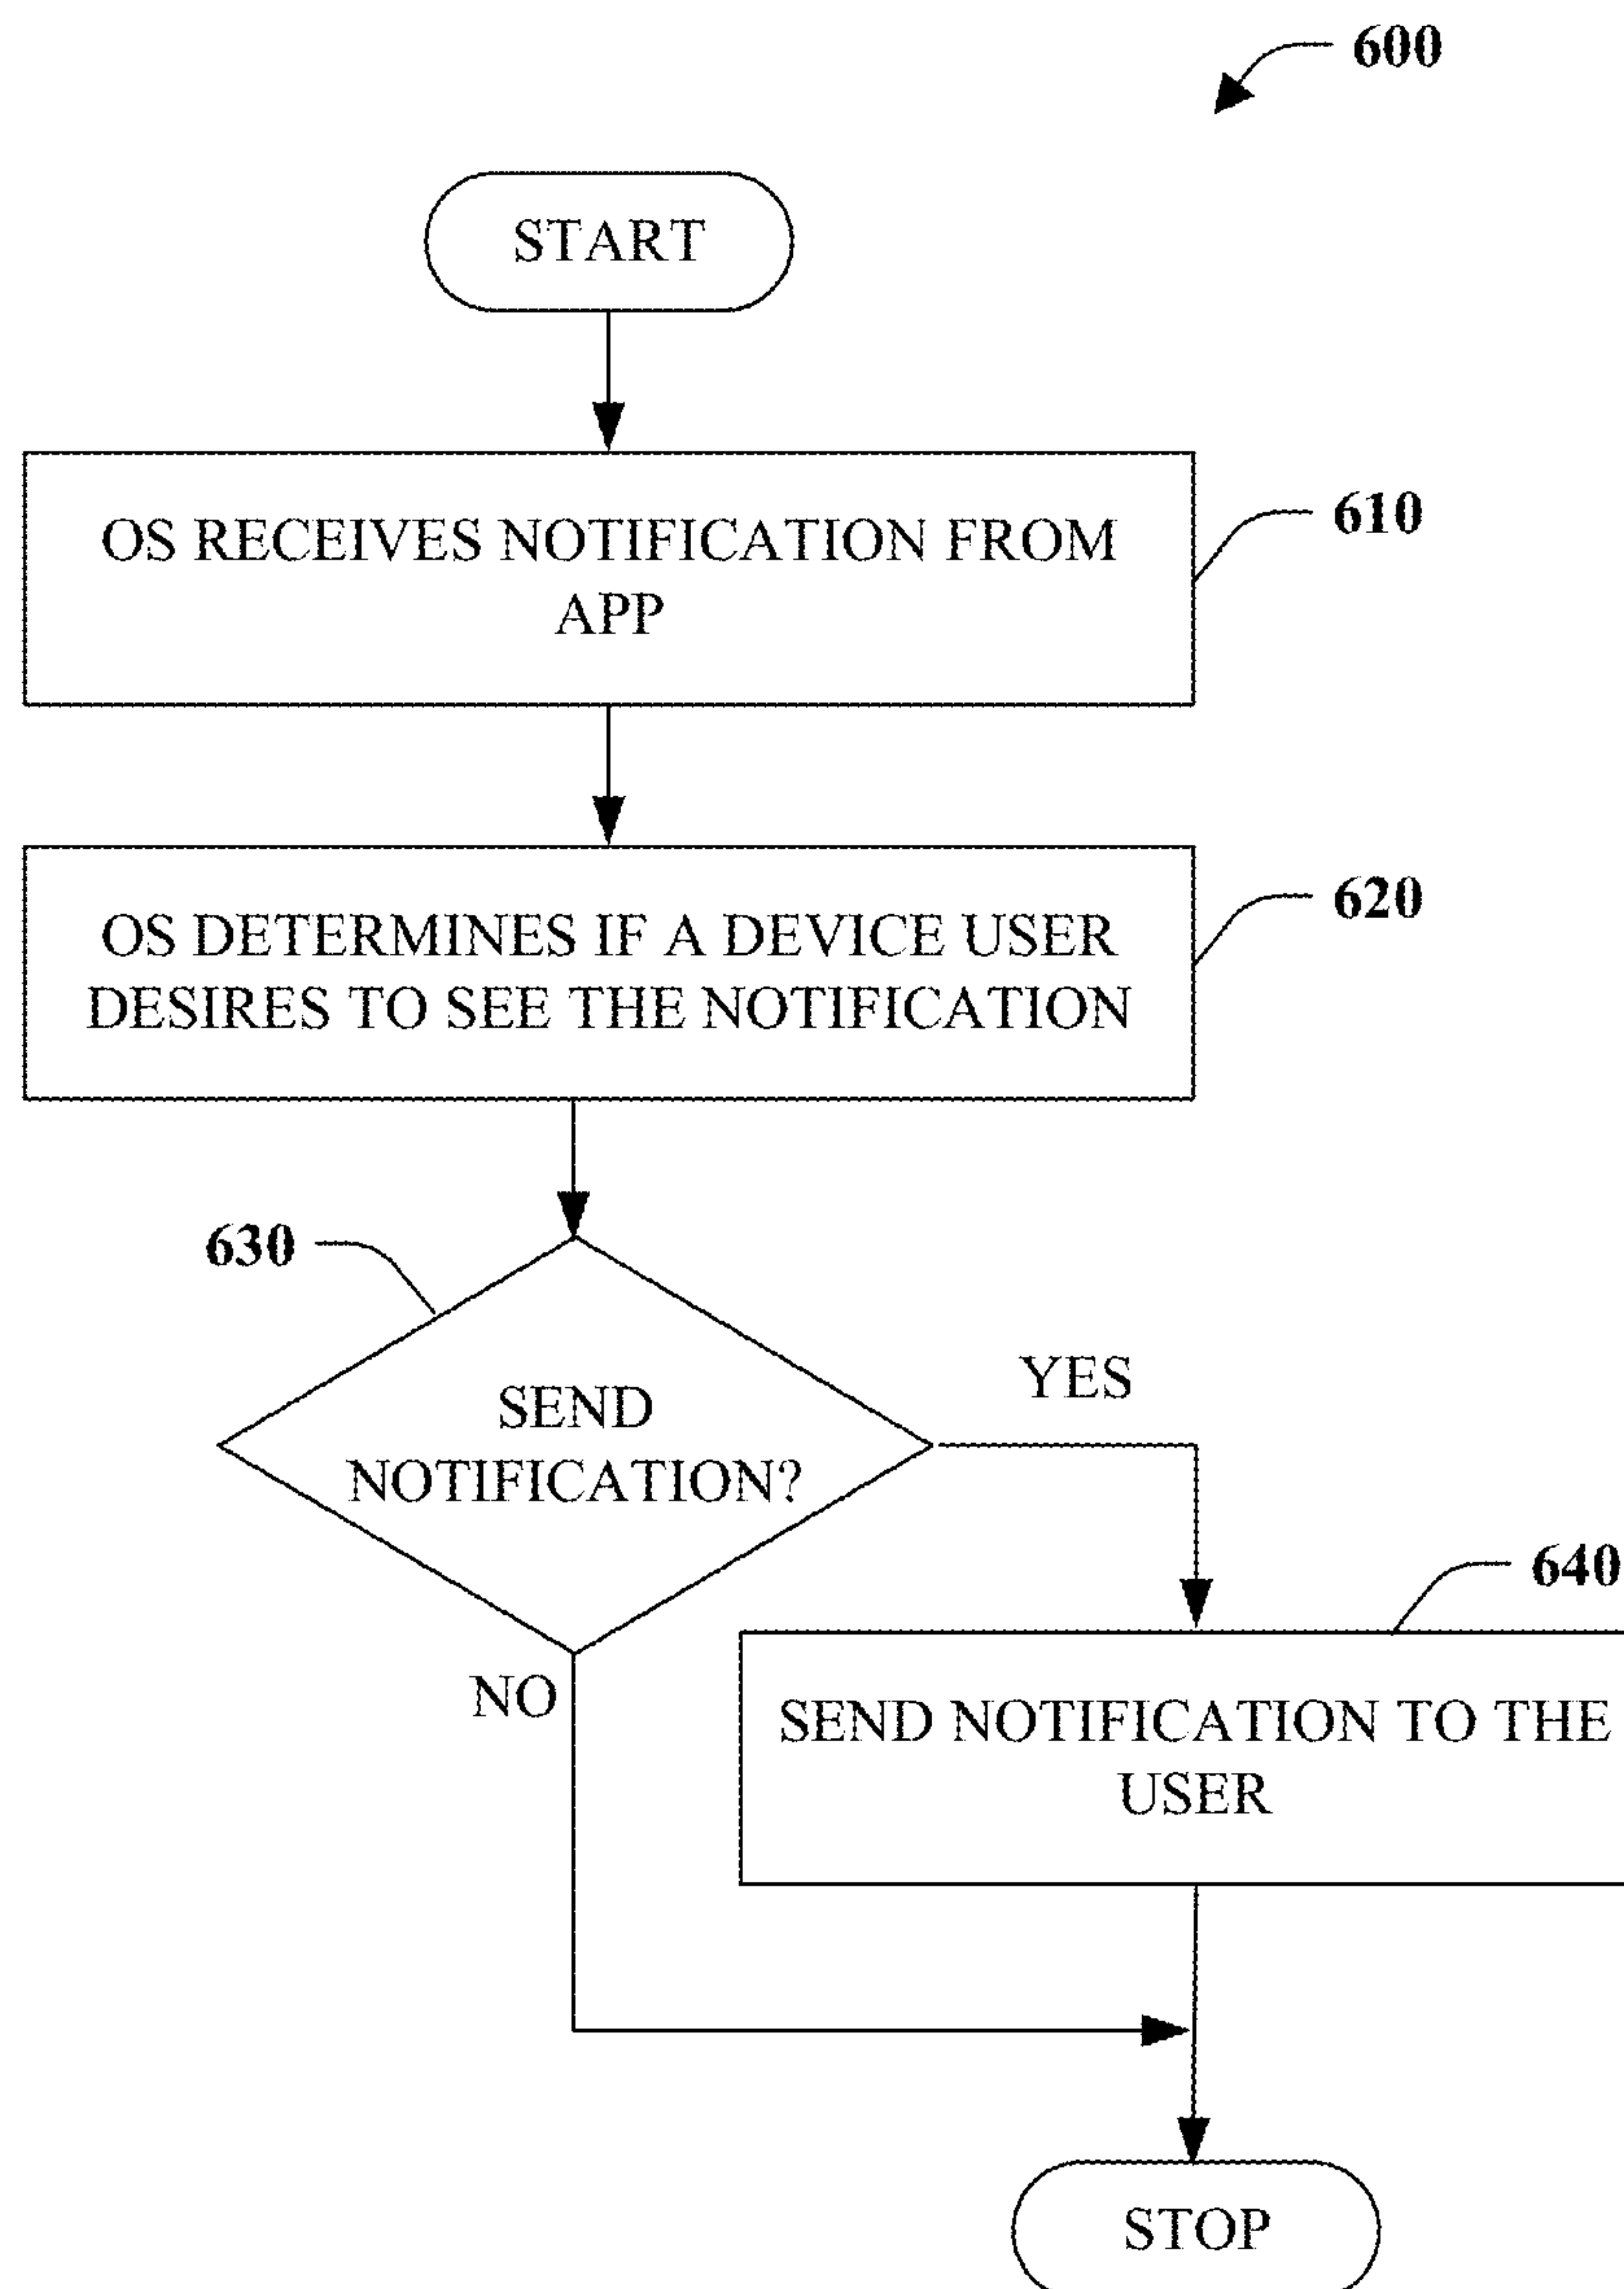 600
START
OS RECEIVES NOTIFICATION FROM
APP
610
OS DETERMINES IF A DEVICE USER
DESIRES TO SEE THE NOTIFICATION
620
630
SEND
NOTIFICATION?
YES
NO
640
SEND NOTIFICATION TO THE
USER
STOP